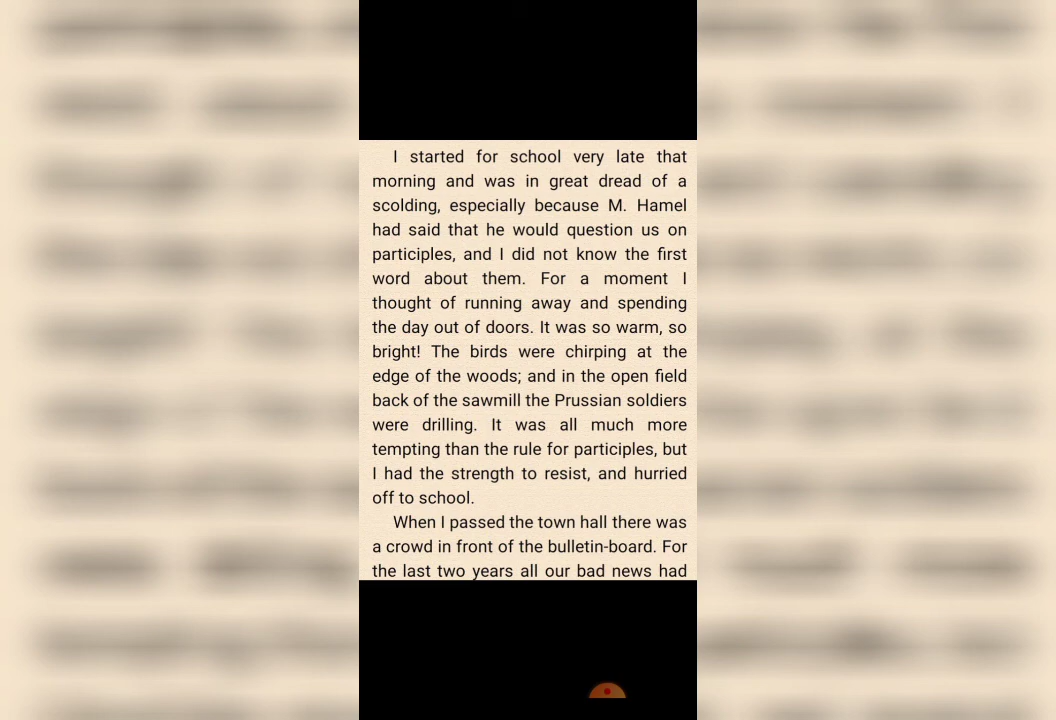 I started for school very late that
morning and was in great dread of a
scolding, especially because M. Hamel
had said that he would question us on
participles, and I did not know the first
word about them. For a moment I
thought of running away and spending
the day out of doors. It was so warm, so
bright! The birds were chirping at the
edge of the woods; and in the open field
back of the sawmill the Prussian soldiers
were drilling. It was all much more
tempting than the rule for participles, but
I had the strength to resist, and hurried
off to school.
When I passed the town hall there was
a crowd in front of the bulletin-board. For
the last two years all our bad news had